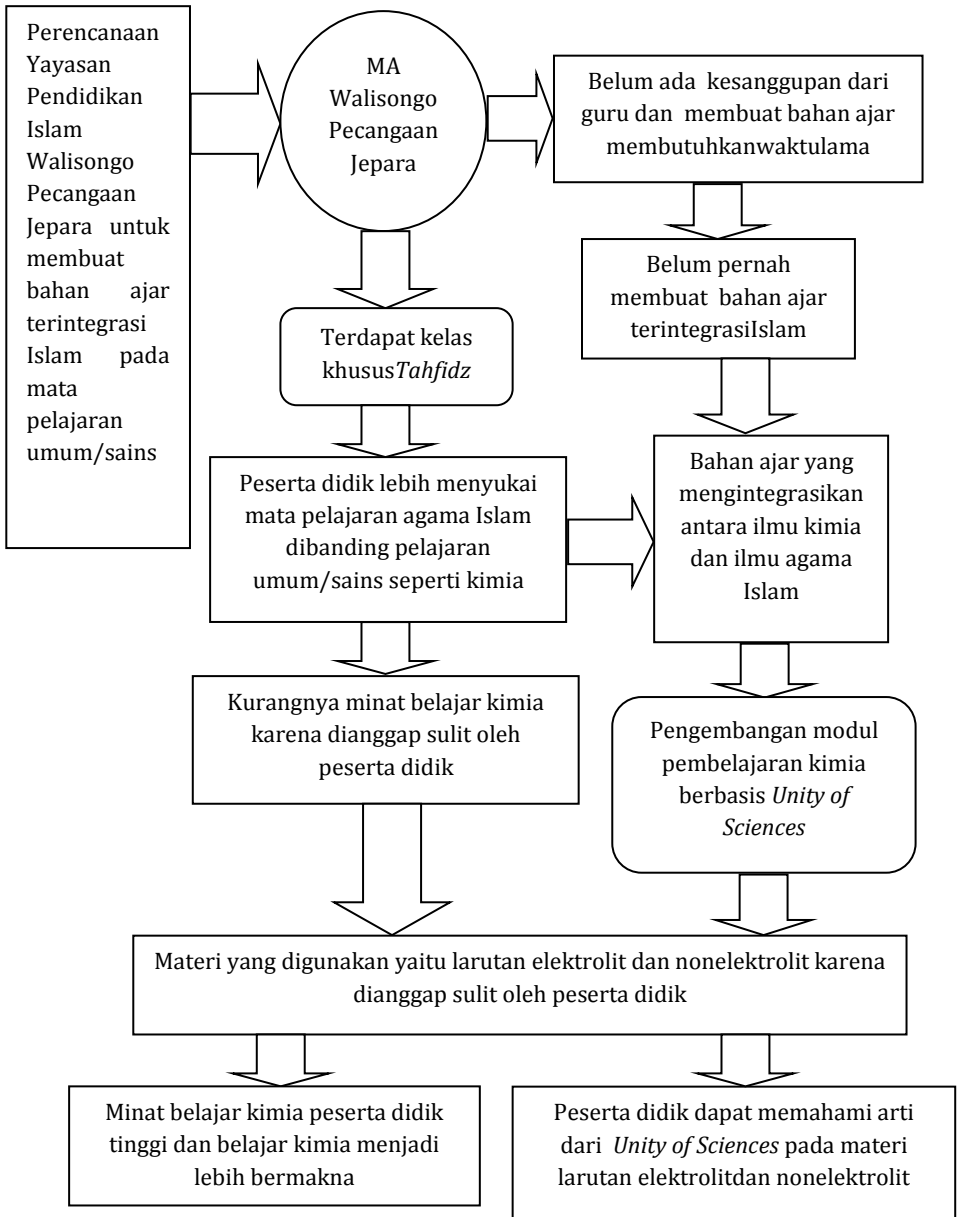 Perencanaan
Yayasan
Pendidikan
Islam
Walisongo
Pecangaan
Jepara untuk
membuat
bahan ajar
terintegrasi
Islam pada
mata
pelajaran
umum/sains
MA
Walisongo
Pecangaan
Jepara
Belum ada kesanggupan dari
guru dan membuat bahan ajar
membutuhkanwaktulama
Belum pernah
membuat bahan ajar
terintegrasiIslam
Terdapat kelas
khususTahfidz
Peserta didik lebih menyukai
mata pelajaran agama Islam
dibanding pelajaran
umum/sains seperti kimia
Bahan ajar yang
mengintegrasikan
antara ilmu kimia
dan ilmu agama
Islam
Kurangnya minat belajar kimia
karena dianggap sulit oleh
peserta didik
Pengembangan modul
pembelajaran kimia
berbasis Unity of
Sciences
Materi yang digunakan yaitu larutan elektrolit dan nonelektrolit karena
dianggap sulit oleh peserta didik
Minat belajar kimia peserta didik
tinggi dan belajar kimia menjadi
lebih bermakna
Peserta didik dapat memahami arti
dari Unity of Sciences pada materi
larutan elektrolitdan nonelektrolit